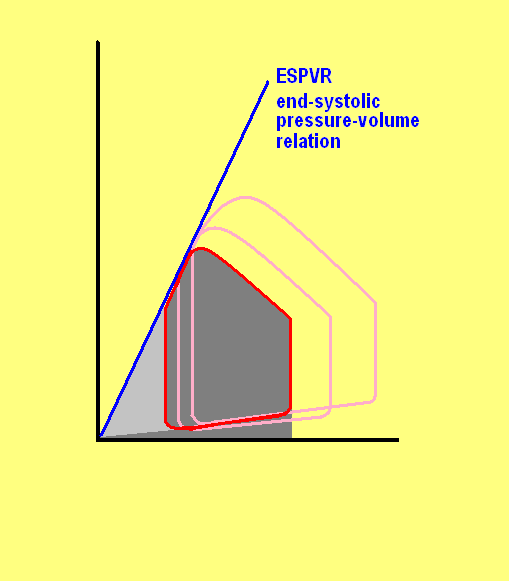 ESPVR
end-systolic
pressure-volume
relation